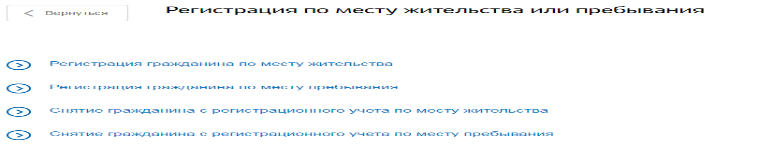 Вернуться
Регистрация по месту жительства или пребывания
Регистрация гражданина по месту жительства
Регистрация гражданина по месту пребывания
Снятие гражданина с регистрационного учета по месту жительства
Снятие гражданина с регистрационного учета по месту пребывания